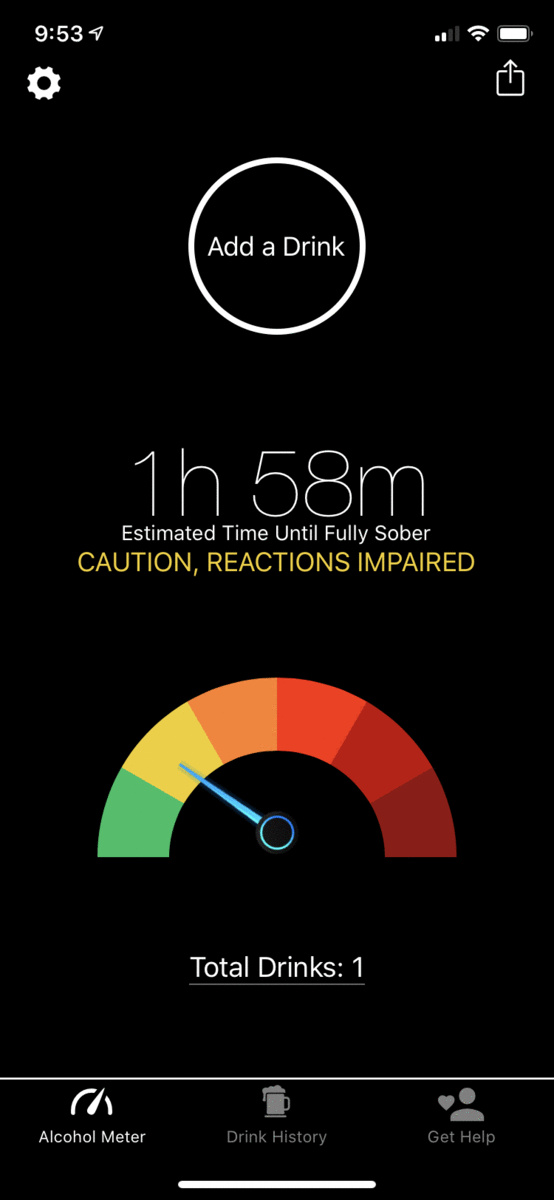 9:53
Add a Drink
1h 58m
Estimated Time Until Fully Sober
CAUTION, REACTIONS IMPAIRED
Total Drinks: 1
Alcohol Meter
Drink History
Get Help